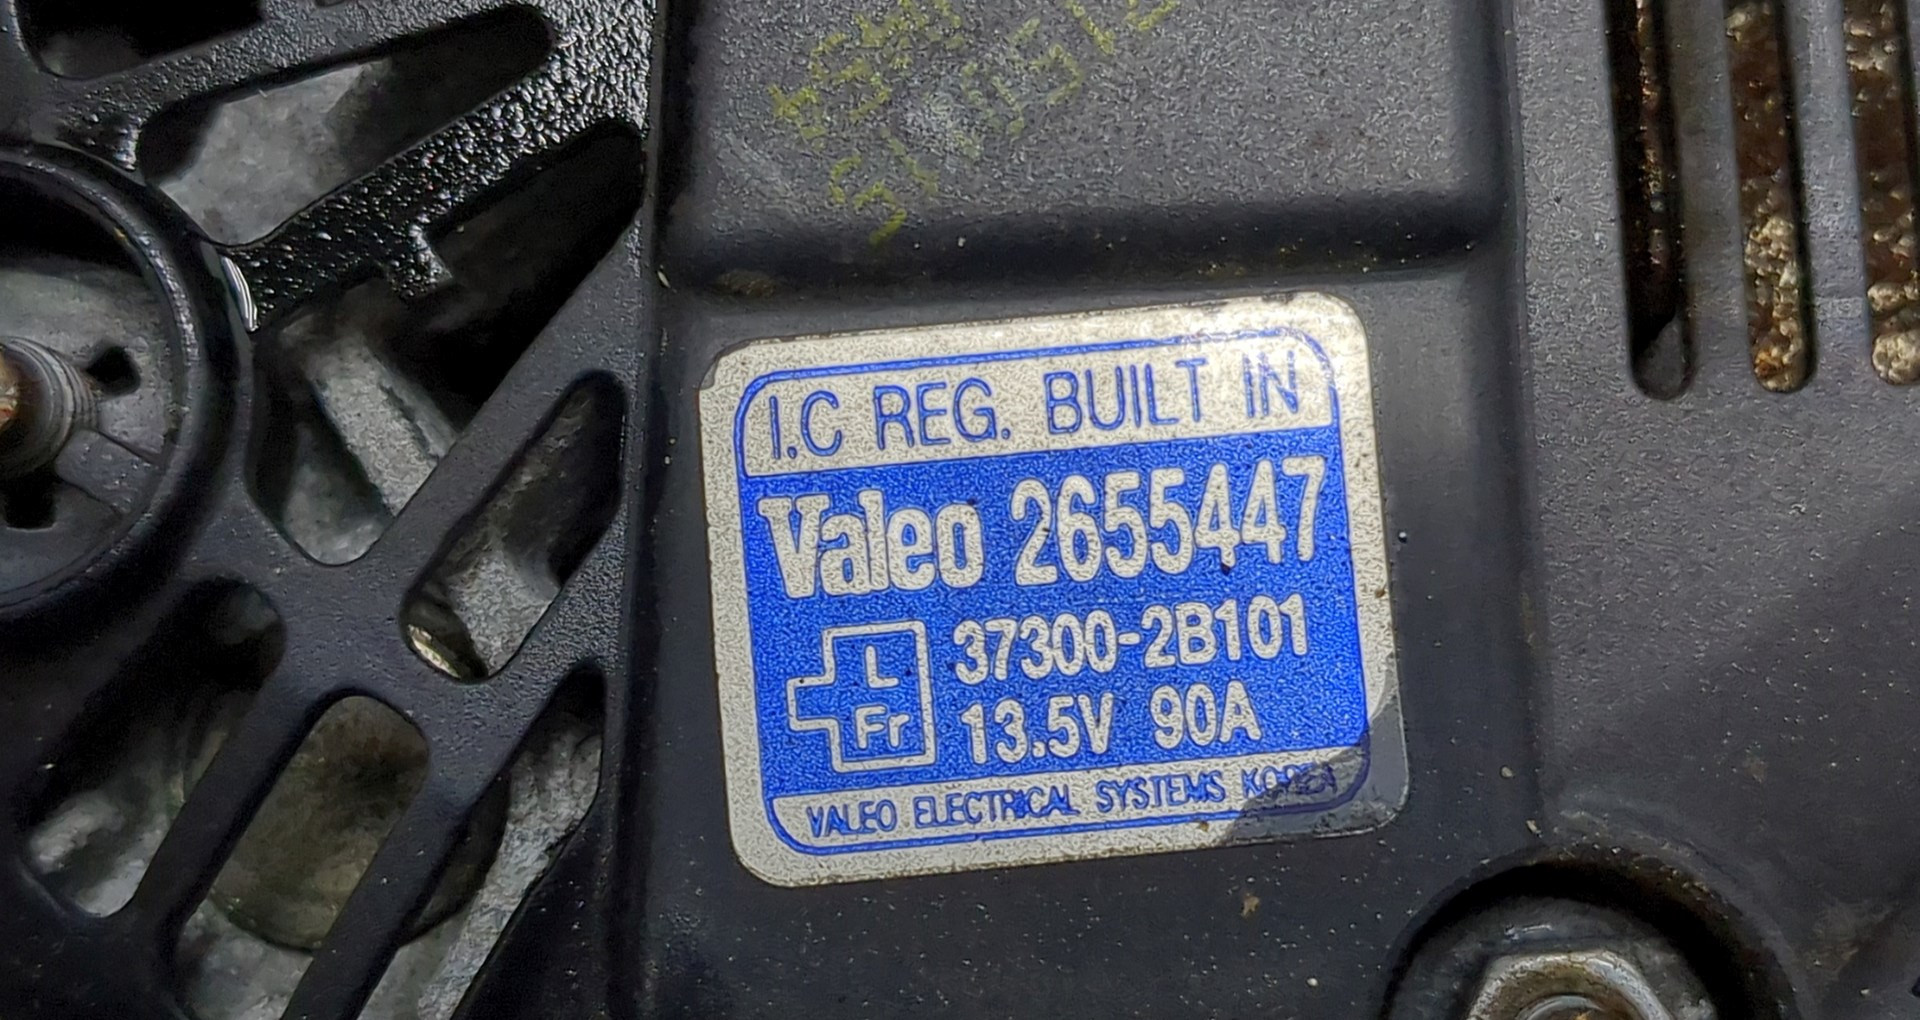 I.C REG. BUILT IN
Valeo 2655447
L 37300-2B101
Fr 13.5V 90A
VALEO ELECTRICAL SYSTEMS KOREA